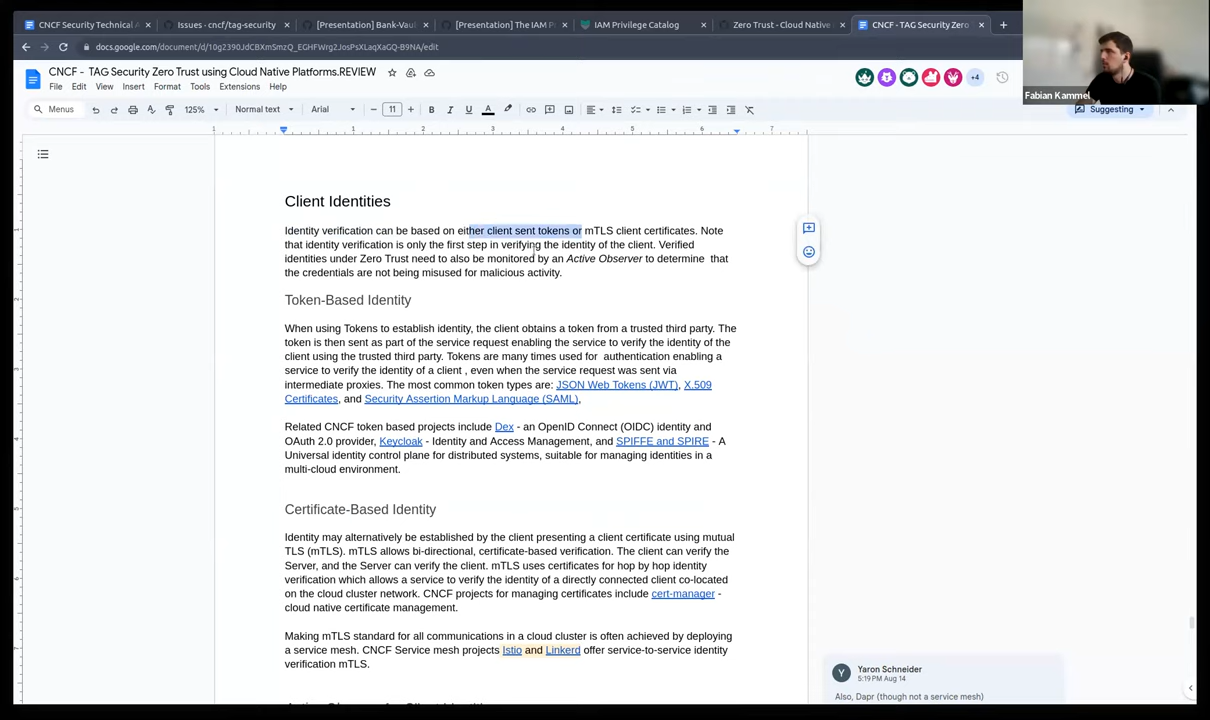 CNCF Security Technical A
Issues · cncf/tag-security
[Presentation] Bank-Vau
[Presentation] The IAM P
IAM Privilege Catalog
Zero Trust - Cloud Native
CNCF - TAG Security Zero T
docs.google.com/document/d/10g2390JdCBXmSmzQ_EGHFWrg2JosPsXLaqXaGQ-B9NA/edit
CNCF - TAG Security Zero Trust using Cloud Native Platforms.REVIEW
+4
File Edit View Insert Format Tools Extensions Help
Fabian Kammel
Menus
125%
Normal text
Arial
11
Suggesting
1 1 2 3 4 5 6 7
Client Identities
Identity verification can be based on either client sent tokens or mTLS client certificates. Note
that identity verification is only the first step in verifying the identity of the client. Verified
identities under Zero Trust need to also be monitored by an Active Observer to determine  that
the credentials are not being misused for malicious activity.
Token-Based Identity
When using Tokens to establish identity, the client obtains a token from a trusted third party. The
token is then sent as part of the service request enabling the service to verify the identity of the
client using the trusted third party. Tokens are many times used for  authentication enabling a
service to verify the identity of a client , even when the service request was sent via
intermediate proxies. The most common token types are: JSON Web Tokens (JWT), X.509
Certificates, and Security Assertion Markup Language (SAML),
Related CNCF token based projects include Dex - an OpenID Connect (OIDC) identity and
OAuth 2.0 provider, Keycloak - Identity and Access Management, and SPIFFE and SPIRE - A
Universal identity control plane for distributed systems, suitable for managing identities in a
multi-cloud environment.
Certificate-Based Identity
Identity may alternatively be established by the client presenting a client certificate using mutual
TLS (mTLS). mTLS allows bi-directional, certificate-based verification. The client can verify the
Server, and the Server can verify the client. mTLS uses certificates for hop by hop identity
verification which allows a service to verify the identity of a directly connected client co-located
on the cloud cluster network. CNCF projects for managing certificates include cert-manager -
cloud native certificate management.
Making mTLS standard for all communications in a cloud cluster is often achieved by deploying
a service mesh. CNCF Service mesh projects Istio and Linkerd offer service-to-service identity
verification mTLS.
Y
Yaron Schneider
5:19 PM Aug 14
Also, Dapr (though not a service mesh)